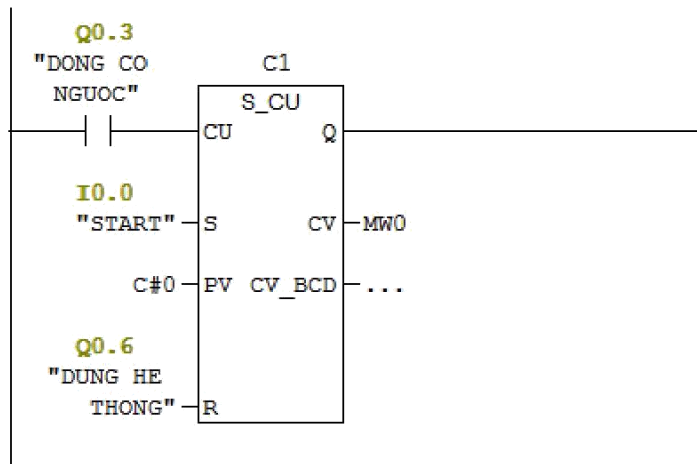 Q0.3
"DONG CO
NGUOC"
C1
S_CU
CU
Q
I0.0
"START"
S
CV
MW0
C#0
PV
CV_BCD
...
Q0.6
"DUNG HE
THONG"
R